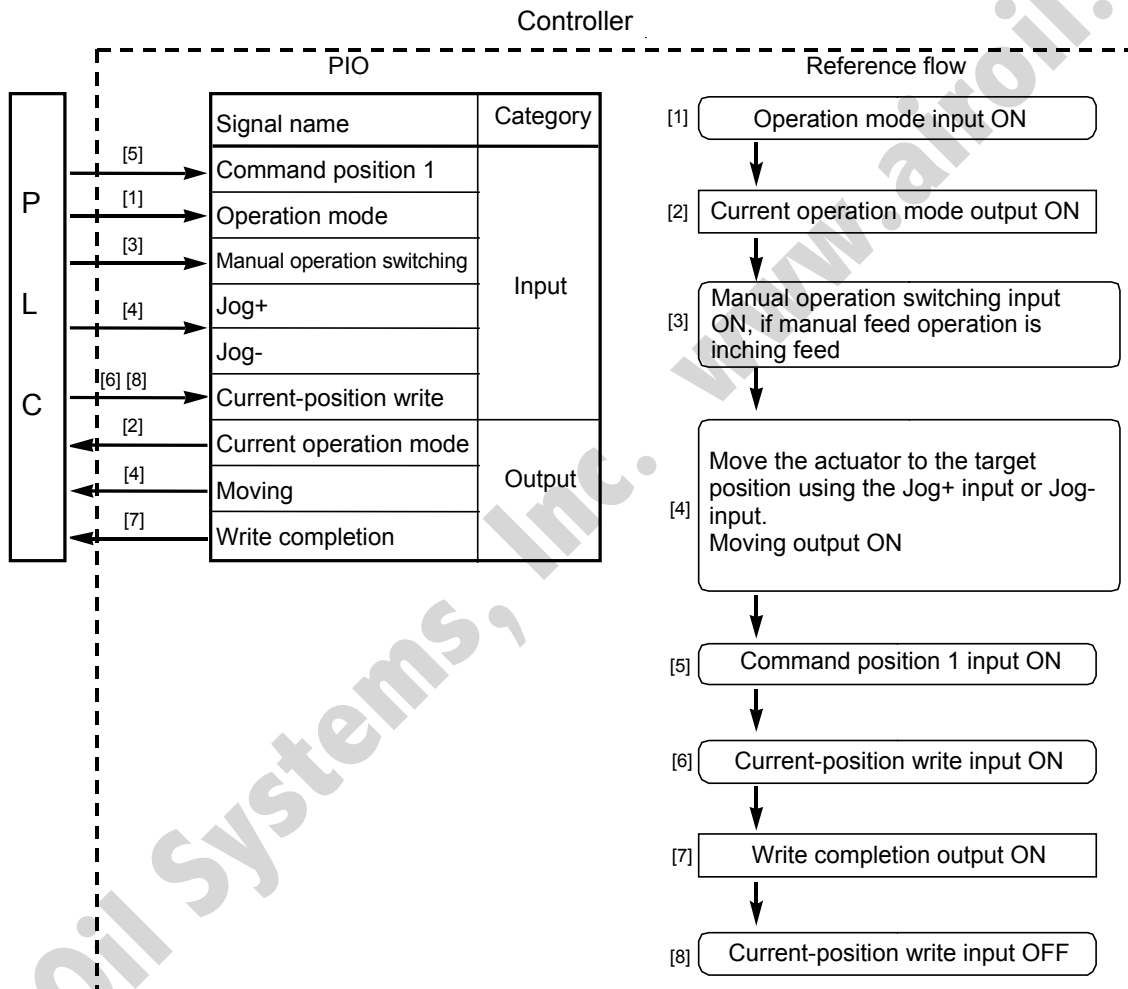 Controller
PIO
Reference flow
P
L
C
Signal name
Category
[5]
Command position 1
[1]
Operation mode
[3]
Manual operation switching
Input
[4]
Jog+
Jog-
[6] [8]
Current-position write
[2]
Current operation mode
Output
[4]
Moving
[7]
Write completion
[1]
Operation mode input ON
[2]
Current operation mode output ON
[3]
Manual operation switching input
ON, if manual feed operation is
inching feed
[4]
Move the actuator to the target
position using the Jog+ input or Jog-
input.
Moving output ON
[5]
Command position 1 input ON
[6]
Current-position write input ON
[7]
Write completion output ON
[8]
Current-position write input OFF
Oil Systems, Inc. www.airoil.